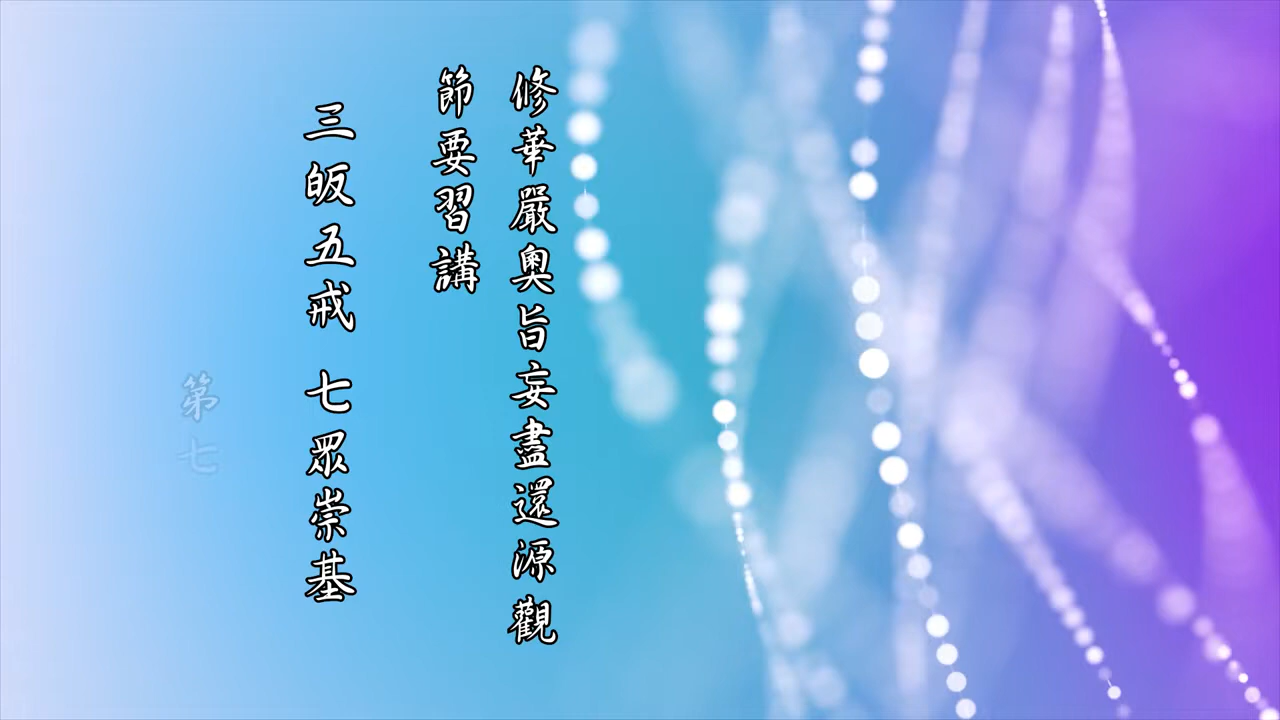 修華嚴奧旨妄盡還源觀
節要習講
三皈五戒 七眾崇基
第七